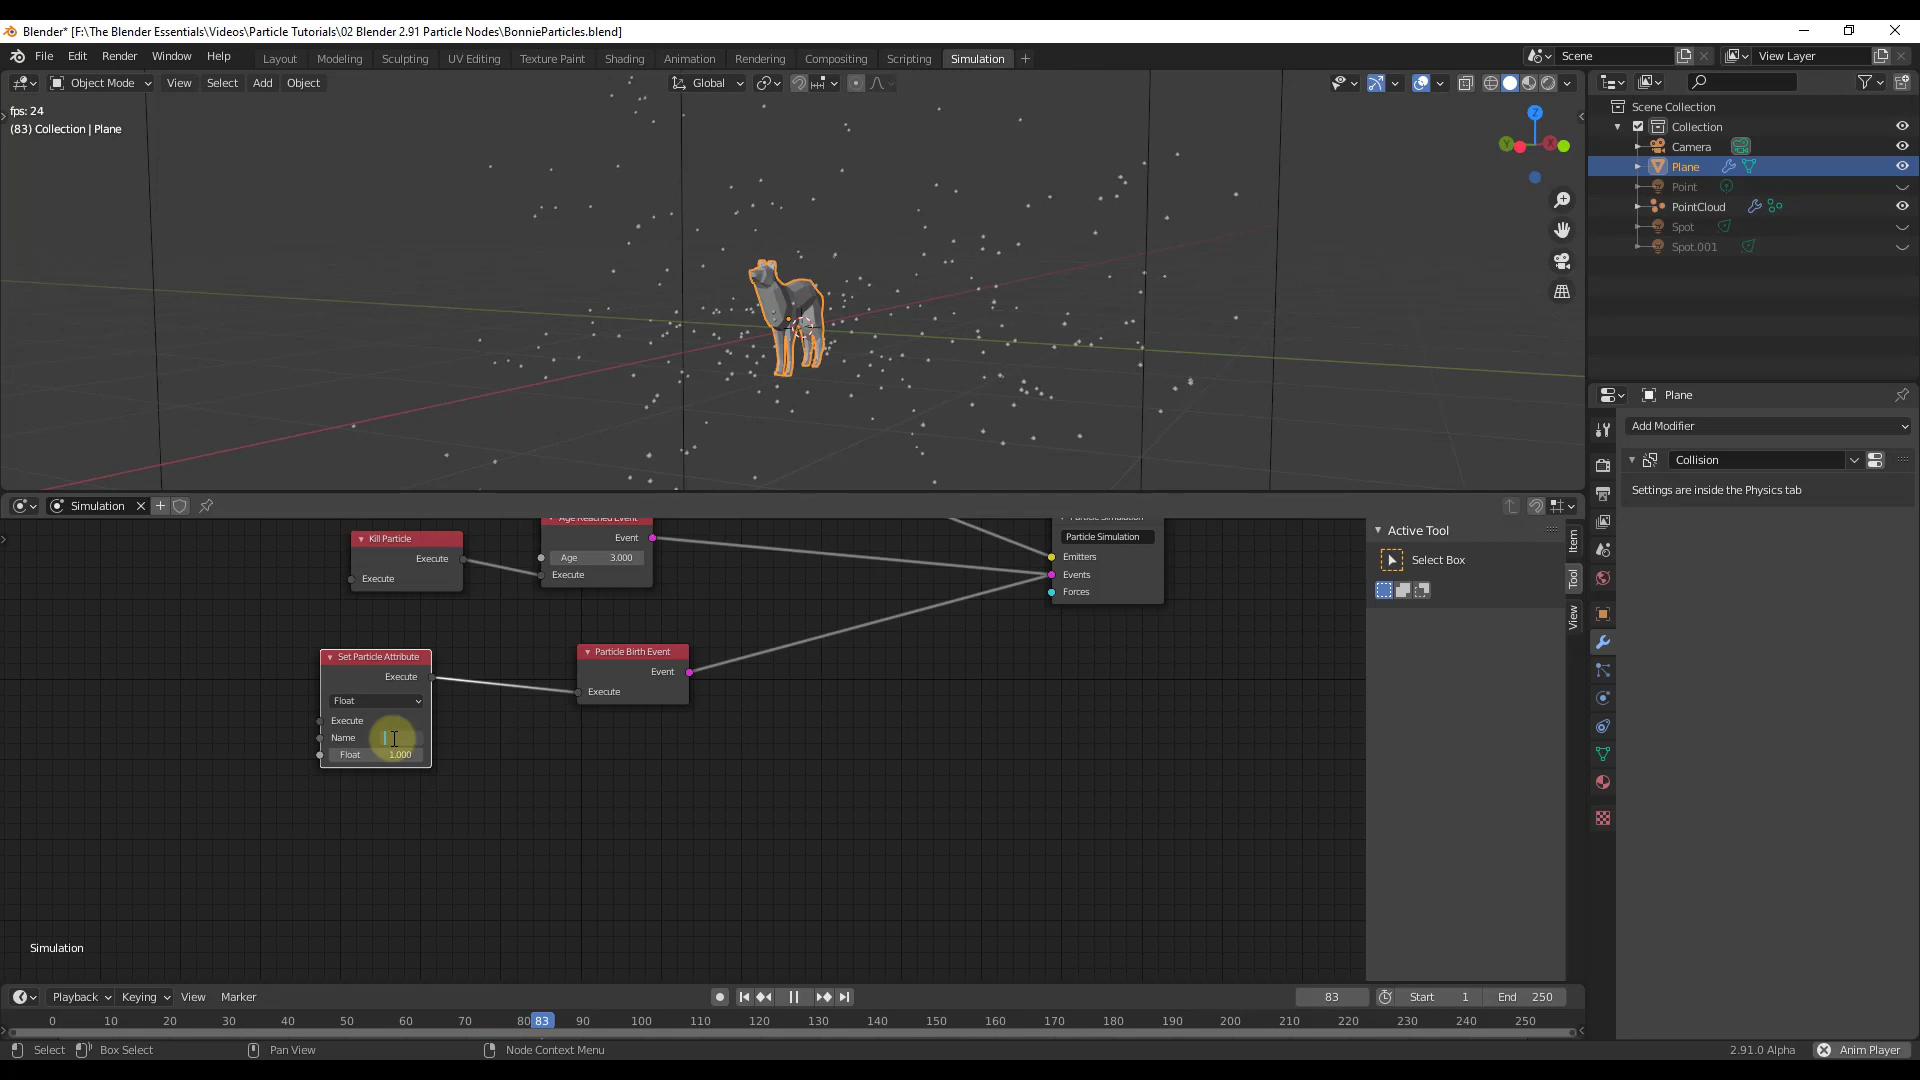 Blender* [F:\The Blender Essentials\Videos\Particle Tutorials\02 Blender 2.91 Particle Nodes\BonnieParticles.blend]
File Edit Render Window Help Layout Modeling Sculpting UV Editing Texture Paint Shading Animation Rendering Compositing Scripting Simulation + Scene View Layer
Object Mode View Select Add Object Global
fps: 24
(83) Collection | Plane
Z
Y
X
Scene Collection
Collection
Camera
Plane
Point
PointCloud
Spot
Spot.001
Plane
Add Modifier
Collision
Settings are inside the Physics tab
Simulation
Kill Particle
Execute
Execute
Age Reached Event
Event
Age 3.000
Execute
Particle Simulation
Particle Simulation
Emitters
Events
Forces
Set Particle Attribute
Execute
Float
Execute
Name
Float 1.000
Particle Birth Event
Event
Execute
Active Tool
Select Box
Item
Tool
View
Simulation
Playback Keying View Marker 83 Start 1 End 250
0 10 20 30 40 50 60 70 80 83 90 100 110 120 130 140 150 160 170 180 190 200 210 220 230 240 250
Select Box Select Pan View Node Context Menu 2.91.0 Alpha Anim Player